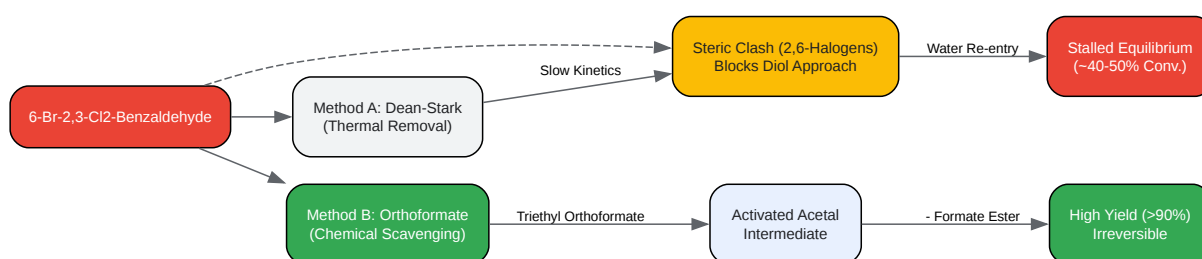 6-Br-2,3-Cl2-Benzaldehyde
Method A: Dean-Stark
(Thermal Removal)
Slow Kinetics
Steric Clash (2,6-Halogens)
Blocks Diol Approach
Water Re-entry
Stalled Equilibrium
(~40-50% Conv.)
Method B: Orthoformate
(Chemical Scavenging)
Triethyl Orthoformate
Activated Acetal
Intermediate
- Formate Ester
High Yield (>90%)
Irreversible